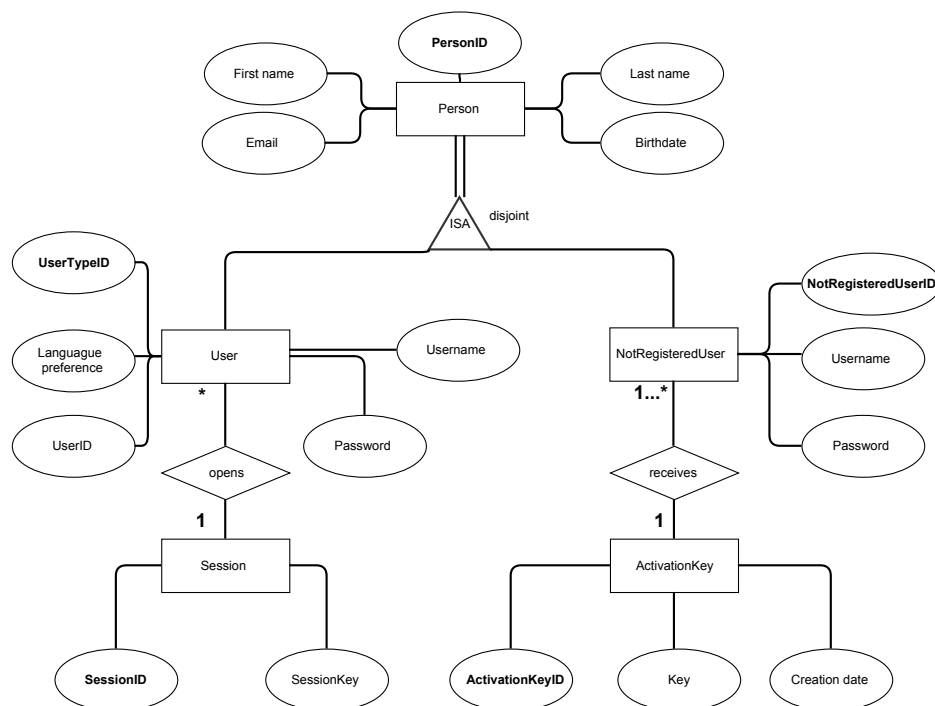 PersonID
First name
Last name
Person
Email
Birthdate
ISA
disjoint
UserTypeID
NotRegisteredUserID
Languague
preference
User
Username
NotRegisteredUser
Username
*
1...*
UserID
Password
Password
opens
receives
1
1
Session
ActivationKey
SessionID
SessionKey
ActivationKeyID
Key
Creation date